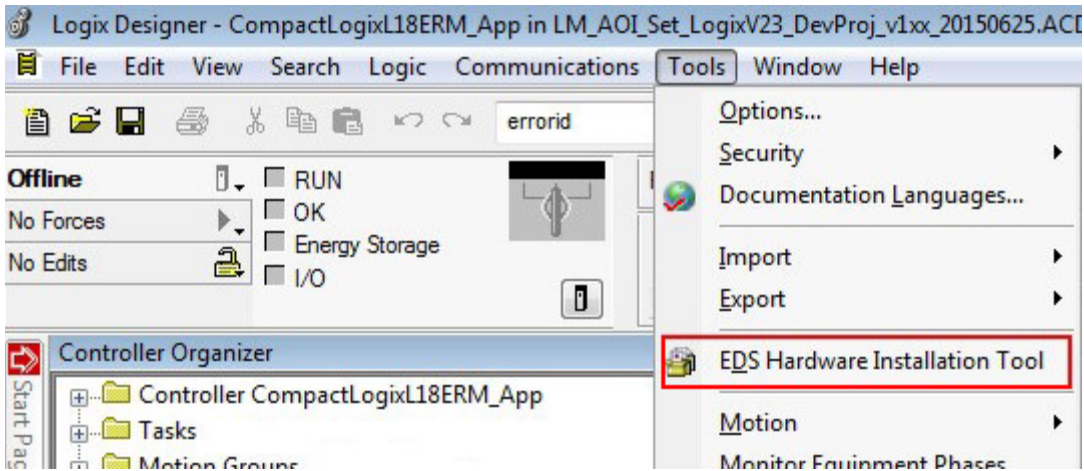 Logix Designer - CompactLogixL18ERM_App in LM_AOI_Set_LogixV23_DevProj_v1xx_20150625.ACD
File Edit View Search Logic Communications Tools Window Help
errorid
Offline
No Forces
No Edits
RUN
OK
Energy Storage
I/O
Controller Organizer
Controller CompactLogixL18ERM_App
Tasks
Motion Groups
Start Pag
Options...
Security
Documentation Languages...
Import
Export
EDS Hardware Installation Tool
Motion
Monitor Equipment Phases